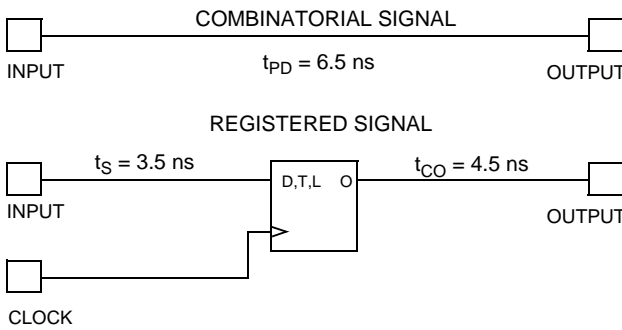 COMBINATORIAL SIGNAL
INPUT
tPD = 6.5 ns
OUTPUT
REGISTERED SIGNAL
tS = 3.5 ns
D,T,L O
tCO = 4.5 ns
INPUT
OUTPUT
CLOCK